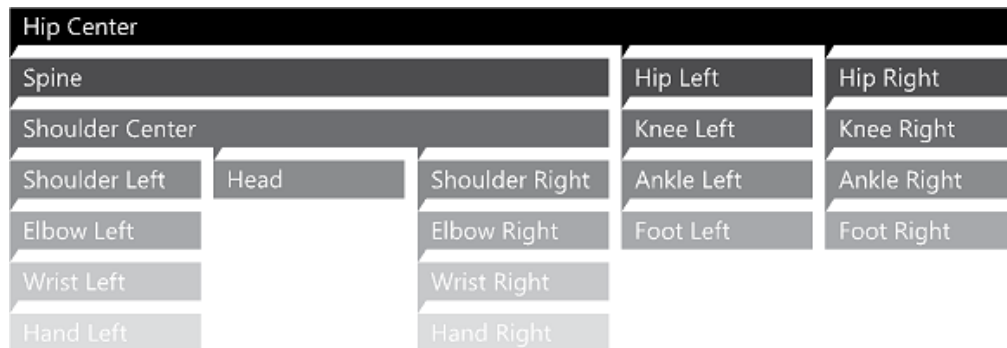 Hip Center
Spine Hip Left Hip Right
Shoulder Center Knee Left Knee Right
Shoulder Left Head Shoulder Right Ankle Left Ankle Right
Elbow Left Elbow Right Foot Left Foot Right
Wrist Left Wrist Right
Hand Left Hand Right